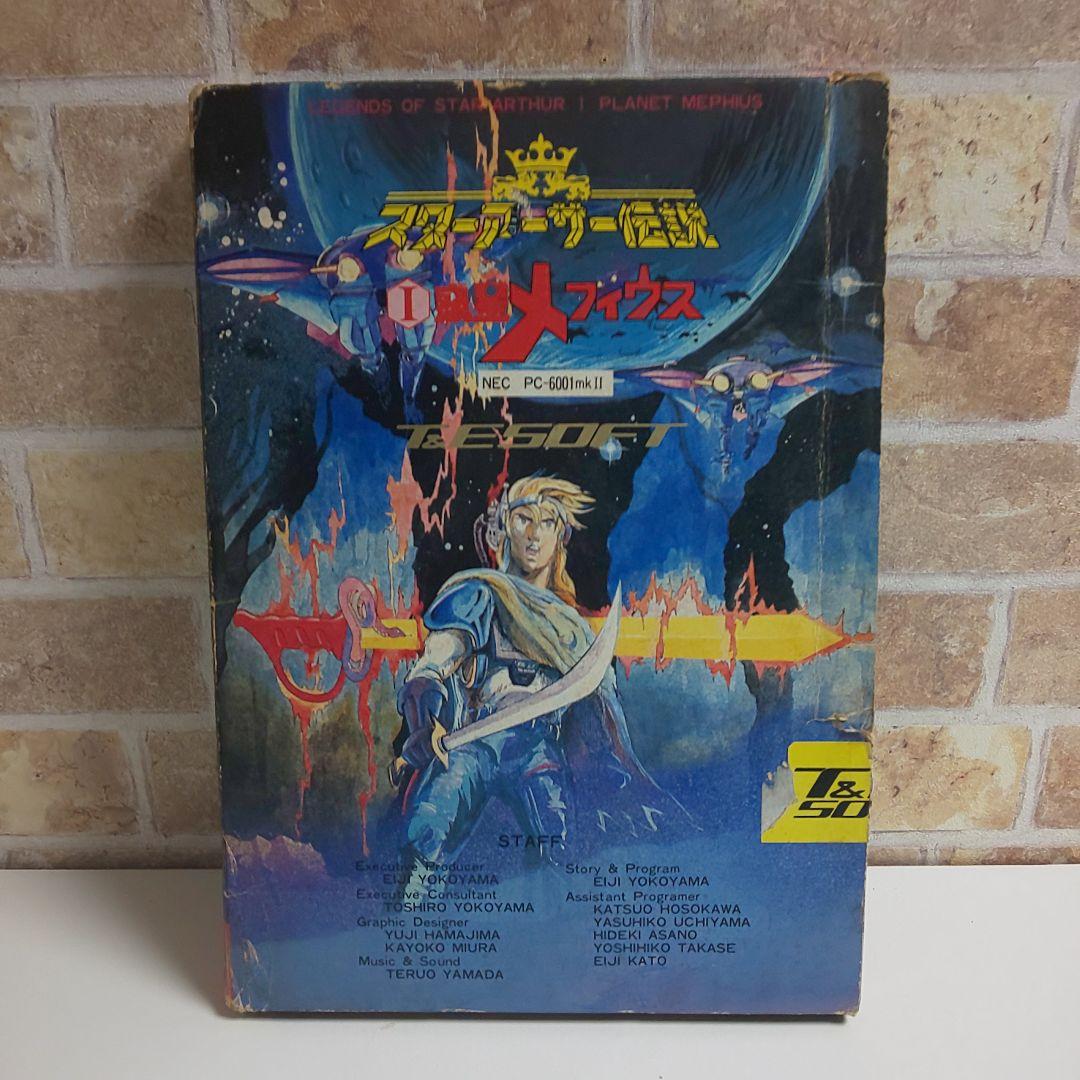 LEGENDS OF STAR ARTHUR I PLANET MEPHIUS
スターアーサー伝説
I 惑星メフィウス
NEC PC-6001mkII
T&E SOFT
T&
SO
STAFF
Executive Producer
EIJI YOKOYAMA
Executive Consultant
TOSHIRO YOKOYAMA
Graphic Designer
YUJI HAMAJIMA
KAYOKO MIURA
Music & Sound
TERUO YAMADA
Story & Program
EIJI YOKOYAMA
Assistant Programer
KATSUO HOSOKAWA
YASUHIKO UCHIYAMA
HIDEKI ASANO
YOSHIHIKO TAKASE
EIJI KATO